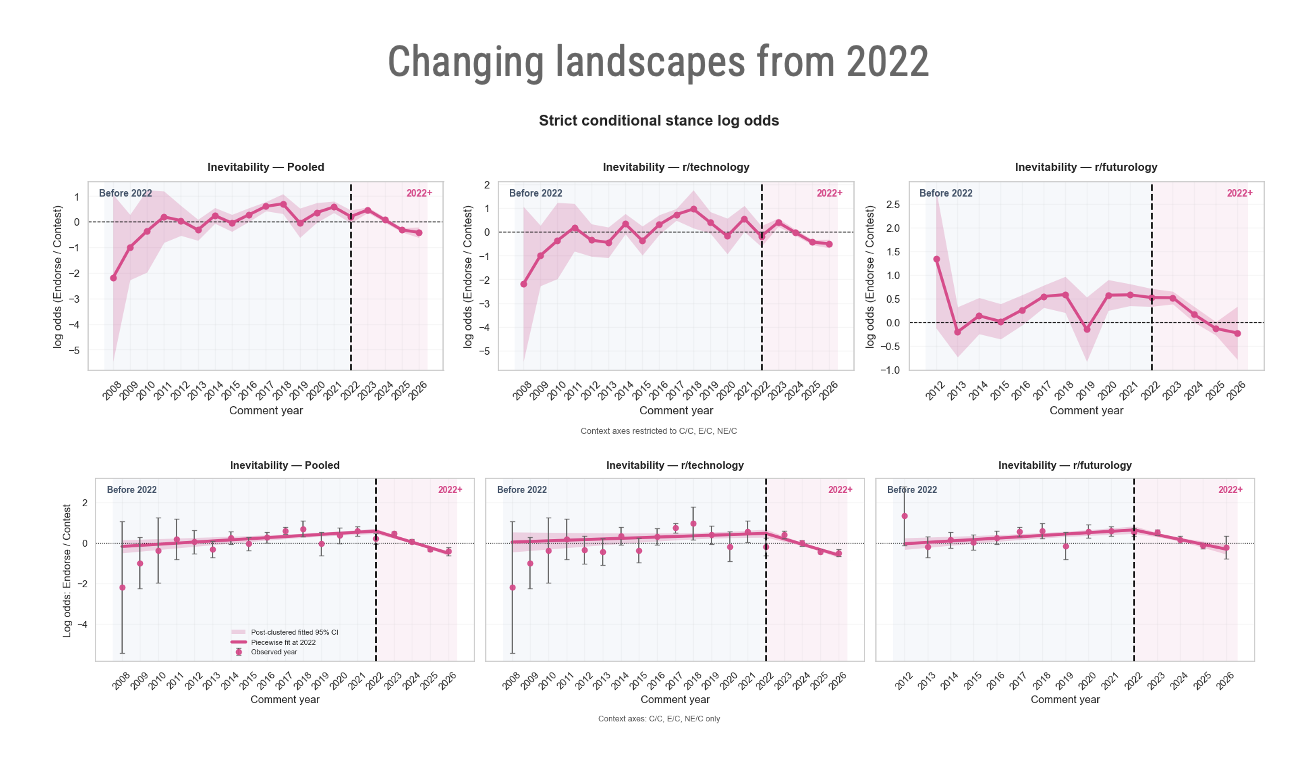 Changing landscapes from 2022
Strict conditional stance log odds
Inevitability — Pooled
Before 2022
2022+
1
0
−1
−2
−3
−4
−5
log odds (Endorse / Contest)
2008 2009 2010 2011 2012 2013 2014 2015 2016 2017 2018 2019 2020 2021 2022 2023 2024 2025 2026
Comment year
Inevitability — r/technology
Before 2022
2022+
2
1
0
−1
−2
−3
−4
−5
log odds (Endorse / Contest)
2008 2009 2010 2011 2012 2013 2014 2015 2016 2017 2018 2019 2020 2021 2022 2023 2024 2025 2026
Comment year
Inevitability — r/futurology
Before 2022
2022+
2.5
2.0
1.5
1.0
0.5
0.0
−0.5
−1.0
log odds (Endorse / Contest)
2012 2013 2014 2015 2016 2017 2018 2019 2020 2021 2022 2023 2024 2025 2026
Comment year
Context axes restricted to C/C, E/C, NE/C
Inevitability — Pooled
Before 2022
2022+
2
0
−2
−4
Log odds: Endorse / Contest
Post-clustered fitted 95% CI
Piecewise fit at 2022
Observed year
2008 2009 2010 2011 2012 2013 2014 2015 2016 2017 2018 2019 2020 2021 2022 2023 2024 2025 2026
Comment year
Inevitability — r/technology
Before 2022
2022+
2008 2009 2010 2011 2012 2013 2014 2015 2016 2017 2018 2019 2020 2021 2022 2023 2024 2025 2026
Comment year
Inevitability — r/futurology
Before 2022
2022+
2012 2013 2014 2015 2016 2017 2018 2019 2020 2021 2022 2023 2024 2025 2026
Comment year
Context axes: C/C, E/C, NE/C only